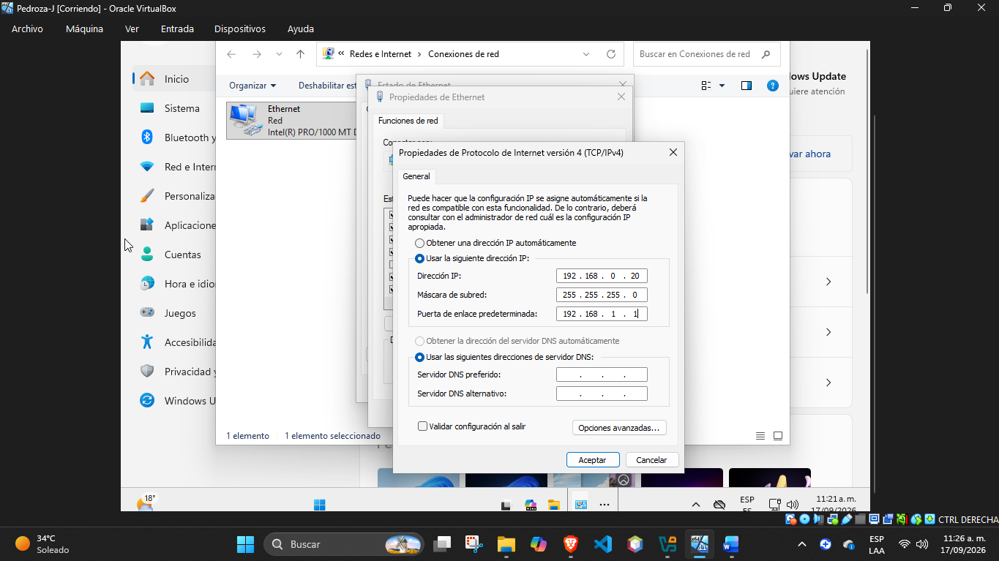 Pedroza-J [Corriendo] - Oracle VirtualBox
Archivo Máquina Ver Entrada Dispositivos Ayuda
« Redes e Internet › Conexiones de red
Buscar en Conexiones de red
Organizar
Deshabilitar est
Estado de Ethernet
Propiedades de Ethernet
Funciones de red
Ethernet
Red
Intel(R) PRO/1000 MT D
Inicio
Sistema
Bluetooth y
Red e Inter
Personaliza
Aplicacione
Cuentas
Hora e idio
Juegos
Accesibilida
Privacidad y
Windows U
lows Update
uiere atención
var ahora
Propiedades de Protocolo de Internet versión 4 (TCP/IPv4)
General
Puede hacer que la configuración IP se asigne automáticamente si la
red es compatible con esta funcionalidad. De lo contrario, deberá
consultar con el administrador de red cuál es la configuración IP
apropiada.
Obtener una dirección IP automáticamente
Usar la siguiente dirección IP:
Dirección IP: 192 . 168 . 0 . 20
Máscara de subred: 255 . 255 . 255 . 0
Puerta de enlace predeterminada: 192 . 168 . 1 . 1
Obtener la dirección del servidor DNS automáticamente
Usar las siguientes direcciones de servidor DNS:
Servidor DNS preferido: . . .
Servidor DNS alternativo: . . .
Validar configuración al salir
Opciones avanzadas...
Aceptar Cancelar
1 elemento 1 elemento seleccionado
18°
ESP
11:21 a. m.
17/09/2026
CTRL DERECHA
34°C
Soleado
Buscar
ESP
LAA
11:26 a. m.
17/09/2026